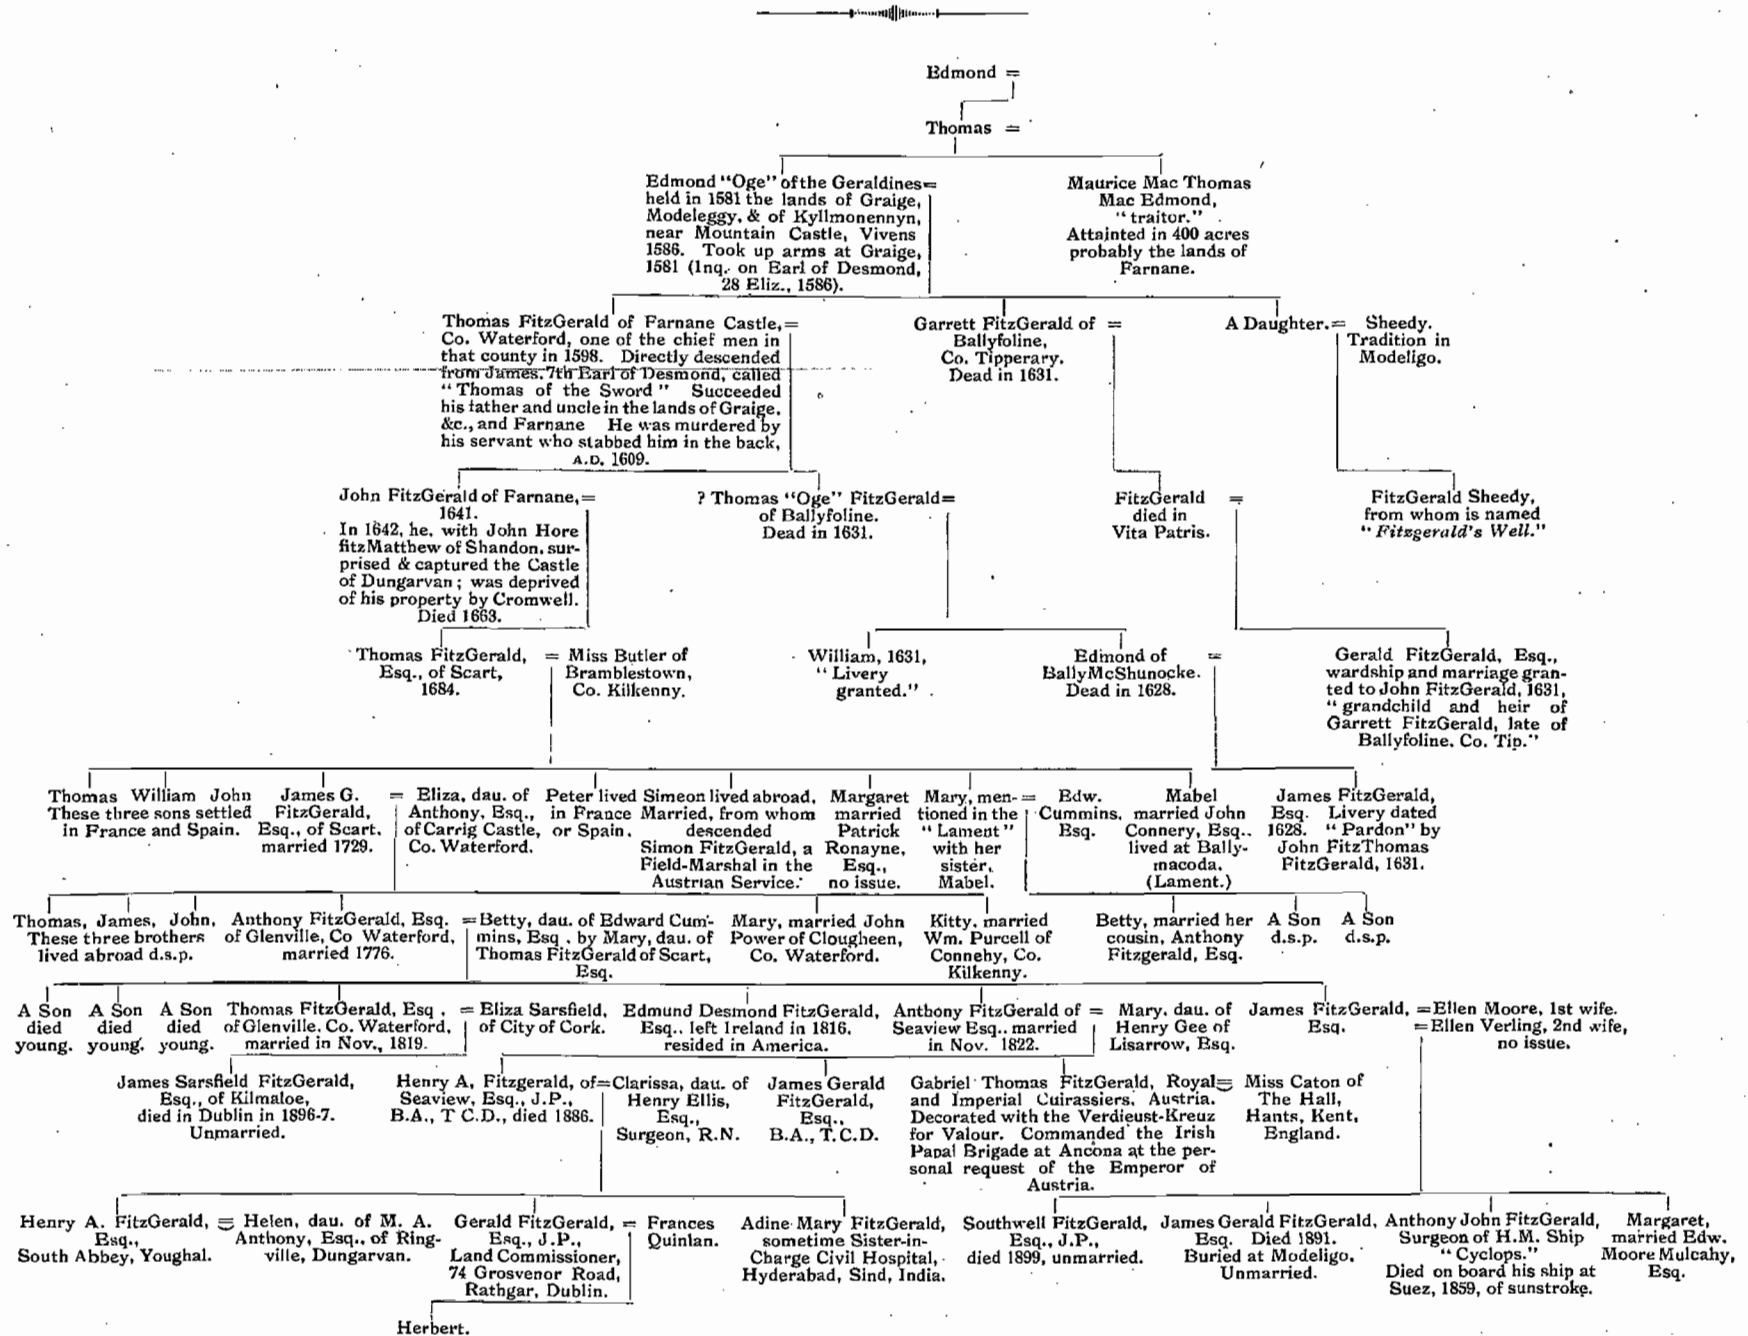 Edmond =
Thomas =
Edmond "Oge" of the Geraldines=
held in 1581 the lands of Graige,
Modeleggy, & of Kyllmonennyn,
near Mountain Castle, Vivens
1586. Took up arms at Graige,
1581 (Inq. on Earl of Desmond,
28 Eliz., 1586).
Maurice Mac Thomas
Mac Edmond,
"traitor."
Attainted in 400 acres
probably the lands of
Farnane.
Thomas FitzGerald of Farnane Castle,=
Co. Waterford, one of the chief men in
that county in 1598. Directly descended
from James, 7th Earl of Desmond, called
"Thomas of the Sword" Succeeded
his father and uncle in the lands of Graige,
&c., and Farnane He was murdered by
his servant who stabbed him in the back,
A.D. 1609.
Garrett FitzGerald of =
Ballyfoline,
Co. Tipperary.
Dead in 1631.
A Daughter.= Sheedy.
Tradition in
Modeligo.
John FitzGerald of Farnane,=
1641.
In 1642, he, with John Hore
fitzMatthew of Shandon, sur-
prised & captured the Castle
of Dungarvan; was deprived
of his property by Cromwell.
Died 1663.
? Thomas "Oge" FitzGerald=
of Ballyfoline.
Dead in 1631.
FitzGerald =
died in
Vita Patris.
FitzGerald Sheedy,
from whom is named
"Fitzgerald's Well."
Thomas FitzGerald,
Esq., of Scart,
1684.
= Miss Butler of
Bramblestown,
Co. Kilkenny.
William, 1631,
"Livery
granted."
Edmond of =
BallyMcShunocke.
Dead in 1628.
Gerald FitzGerald, Esq.,
wardship and marriage gran-
ted to John FitzGerald, 1631,
"grandchild and heir of
Garrett FitzGerald, late of
Ballyfoline, Co. Tip."
Thomas William John
These three sons settled
in France and Spain.
James G. =
FitzGerald,
Esq., of Scart,
married 1729.
Eliza, dau. of
Anthony, Esq.,
of Carrig Castle,
Co. Waterford.
Peter lived
in France
or Spain.
Simeon lived abroad,
Married, from whom
descended
Simon FitzGerald, a
Field-Marshal in the
Austrian Service.
Margaret
married
Patrick
Ronayne,
Esq.,
no issue.
Mary, men-=
tioned in the
"Lament"
with her
sister,
Mabel.
Edw.
Cummins,
Esq.
Mabel
married John
Connery, Esq.,
lived at Bally-
macoda.
(Lament.)
James FitzGerald,
Esq. Livery dated
1628. "Pardon" by
John FitzThomas
FitzGerald, 1631.
Thomas, James, John,
These three brothers
lived abroad d.s.p.
Anthony FitzGerald, Esq.
of Glenville, Co Waterford,
married 1776.
=Betty, dau. of Edward Cum-
mins, Esq., by Mary, dau. of
Thomas FitzGerald of Scart,
Esq.
Mary, married John
Power of Clougheen,
Co. Waterford.
Kitty, married
Wm. Purcell of
Connehy, Co.
Kilkenny.
Betty, married her
cousin, Anthony
Fitzgerald, Esq.
A Son
d.s.p.
A Son
d.s.p.
A Son
died
young.
A Son
died
young.
A Son
died
young.
Thomas FitzGerald, Esq.,
of Glenville, Co. Waterford,
married in Nov., 1819.
= Eliza Sarsfield,
of City of Cork.
Edmund Desmond FitzGerald,
Esq., left Ireland in 1816,
resided in America.
Anthony FitzGerald of =
Seaview Esq., married
in Nov. 1822.
Mary, dau. of
Henry Gee of
Lisarrow, Esq.
James FitzGerald,
Esq.
=Ellen Moore, 1st wife.
=Ellen Verling, 2nd wife,
no issue.
James Sarsfield FitzGerald,
Esq., of Kilmaloe,
died in Dublin in 1896-7.
Unmarried.
Henry A, Fitzgerald, of=
Seaview, Esq., J.P.,
B.A., T C.D., died 1886.
Clarissa, dau. of
Henry Ellis,
Esq.,
Surgeon, R.N.
James Gerald
FitzGerald,
Esq.,
B.A., T.C.D.
Gabriel Thomas FitzGerald, Royal=
and Imperial Cuirassiers, Austria.
Decorated with the Verdieust-Kreuz
for Valour. Commanded the Irish
Papal Brigade at Ancona at the per-
sonal request of the Emperor of
Austria.
Miss Caton of
The Hall,
Hants, Kent,
England.
Henry A. FitzGerald, =
Esq.,
South Abbey, Youghal.
Helen, dau. of M. A.
Anthony, Esq., of Ring-
ville, Dungarvan.
Gerald FitzGerald, =
Esq., J.P.,
Land Commissioner,
74 Grosvenor Road,
Rathgar, Dublin.
Frances
Quinlan.
Adine Mary FitzGerald,
sometime Sister-in-
Charge Civil Hospital,
Hyderabad, Sind, India.
Southwell FitzGerald,
Esq., J.P.,
died 1899, unmarried.
James Gerald FitzGerald,
Esq. Died 1891.
Buried at Modeligo.
Unmarried.
Anthony John FitzGerald,
Surgeon of H.M. Ship
"Cyclops."
Died on board his ship at
Suez, 1859, of sunstroke.
Margaret,
married Edw.
Moore Mulcahy,
Esq.
Herbert.